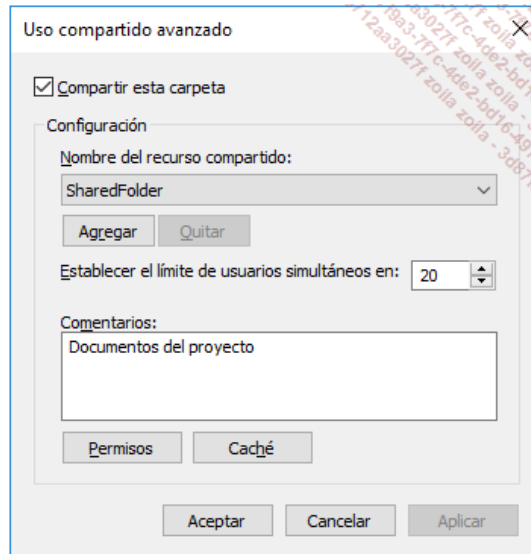 Uso compartido avanzado
Compartir esta carpeta
Configuración
Nombre del recurso compartido:
SharedFolder
Agregar Quitar
Establecer el límite de usuarios simultáneos en: 20
Comentarios:
Documentos del proyecto
Permisos Caché
Aceptar Cancelar Aplicar